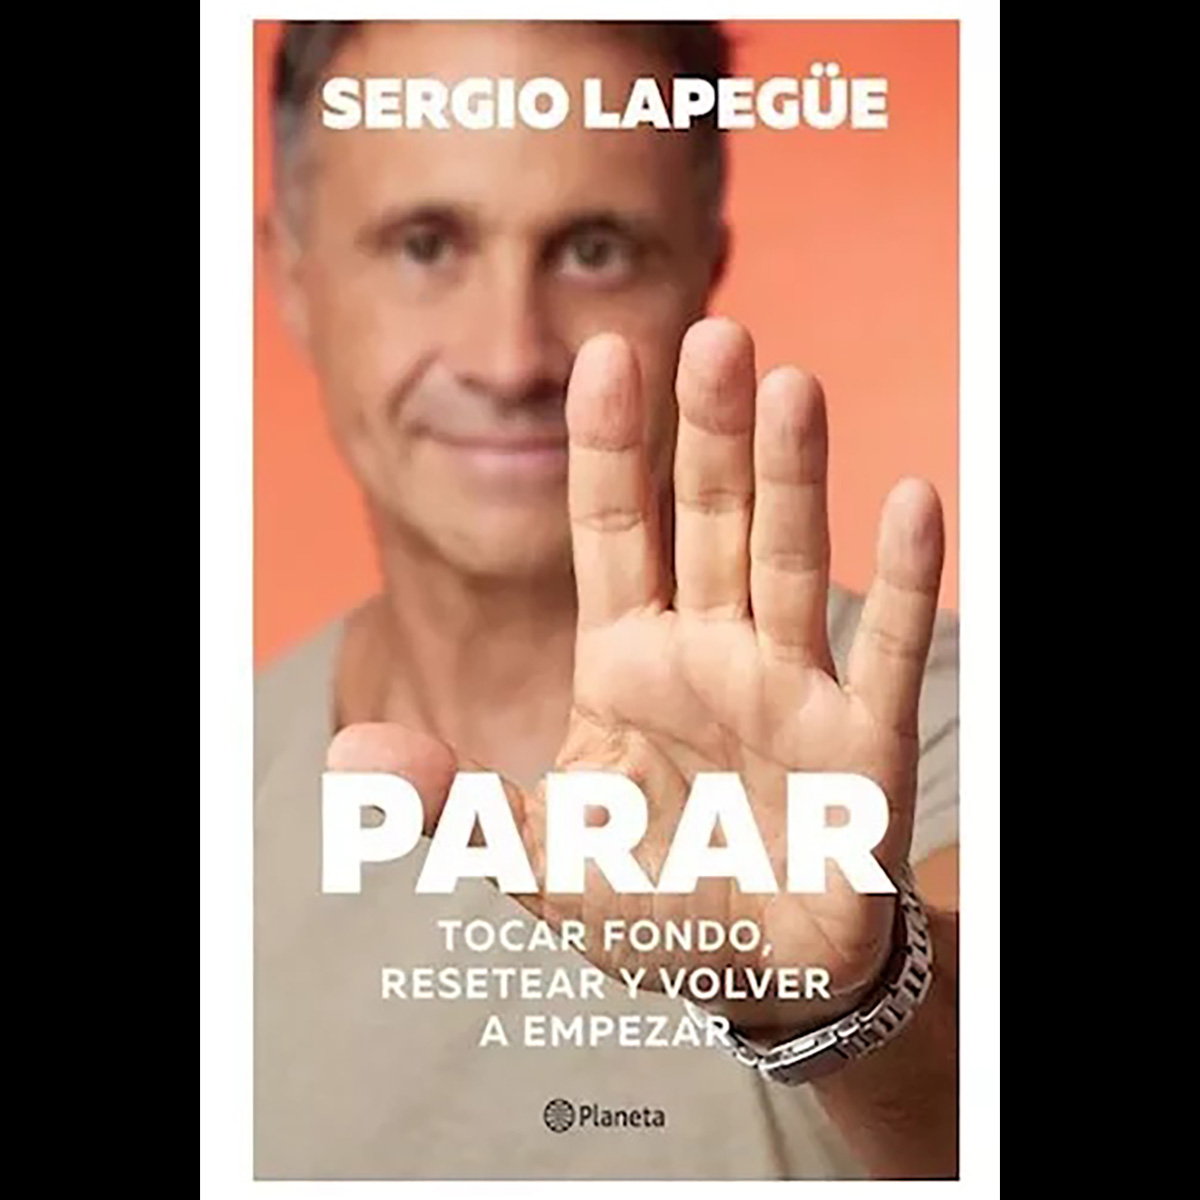 SERGIO LAPEGÜE
PARAR
TOCAR FONDO,
RESETEAR Y VOLVER
A EMPEZAR
Planeta